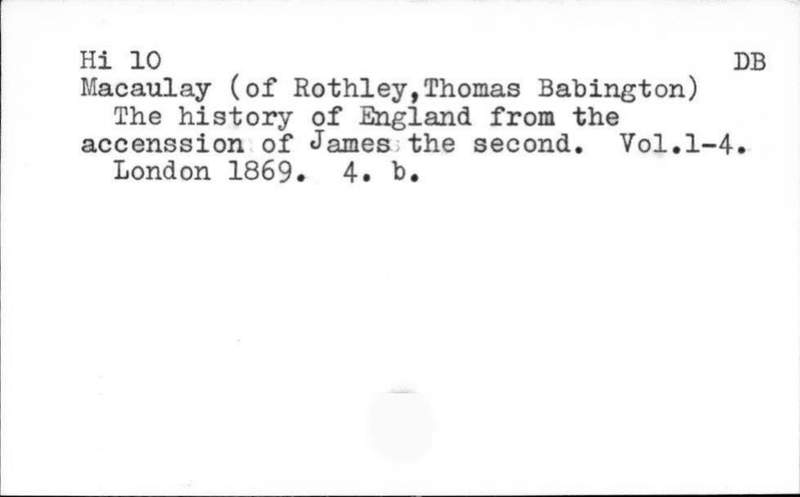 Hi 10 DB
Macaulay (of Rothley,Thomas Babington)
The history of England from the
accenssion of James the second. Vol.1-4.
London 1869. 4. b.